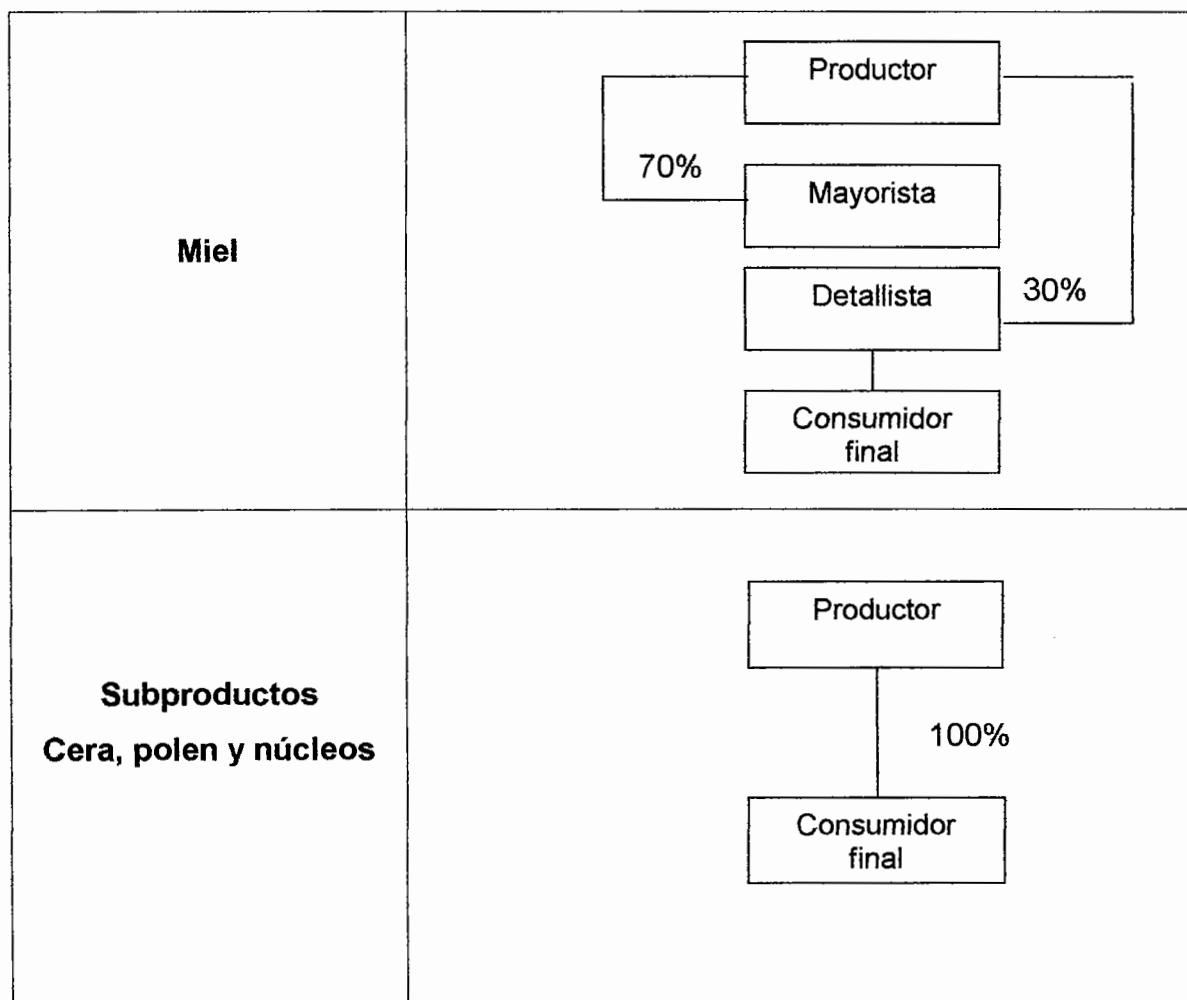 Miel
Productor
70%
Mayorista
Detallista
30%
Consumidor
final
Subproductos
Cera, polen y núcleos
Productor
100%
Consumidor
final